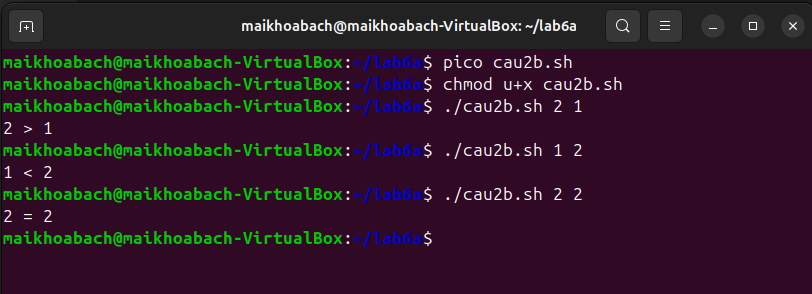 maikhoabach@maikhoabach-VirtualBox: ~/lab6a
maikhoabach@maikhoabach-VirtualBox:~/lab6a$ pico cau2b.sh
maikhoabach@maikhoabach-VirtualBox:~/lab6a$ chmod u+x cau2b.sh
maikhoabach@maikhoabach-VirtualBox:~/lab6a$ ./cau2b.sh 2 1
2 > 1
maikhoabach@maikhoabach-VirtualBox:~/lab6a$ ./cau2b.sh 1 2
1 < 2
maikhoabach@maikhoabach-VirtualBox:~/lab6a$ ./cau2b.sh 2 2
2 = 2
maikhoabach@maikhoabach-VirtualBox:~/lab6a$